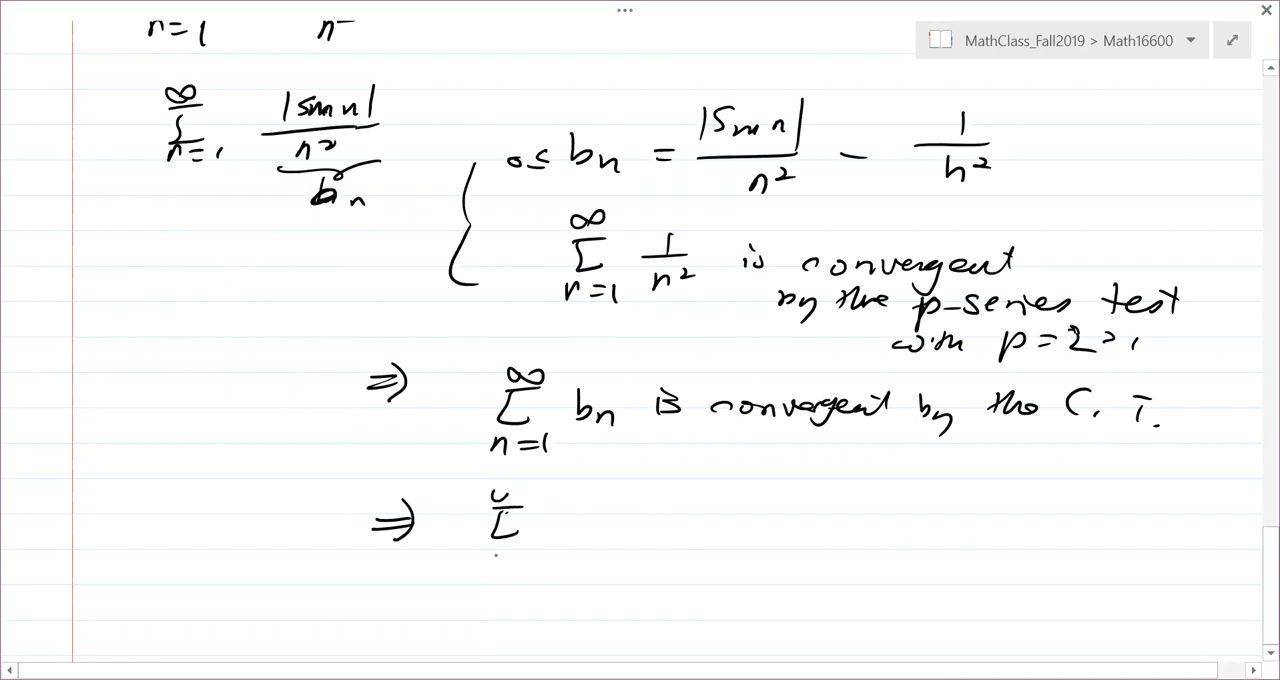 n=1 n
MathClass_Fall2019 > Math16600
∞ Σ n=1 |sin n| / n² bn
0≤ bn = |sin n| / n² – 1 / n²
∞ Σ n=1 1 / n² is convergent
by the p-series test
with p = 2 > 1
⇒ ∞ Σ n=1 bn is convergent by the C. T.
⇒ Σ